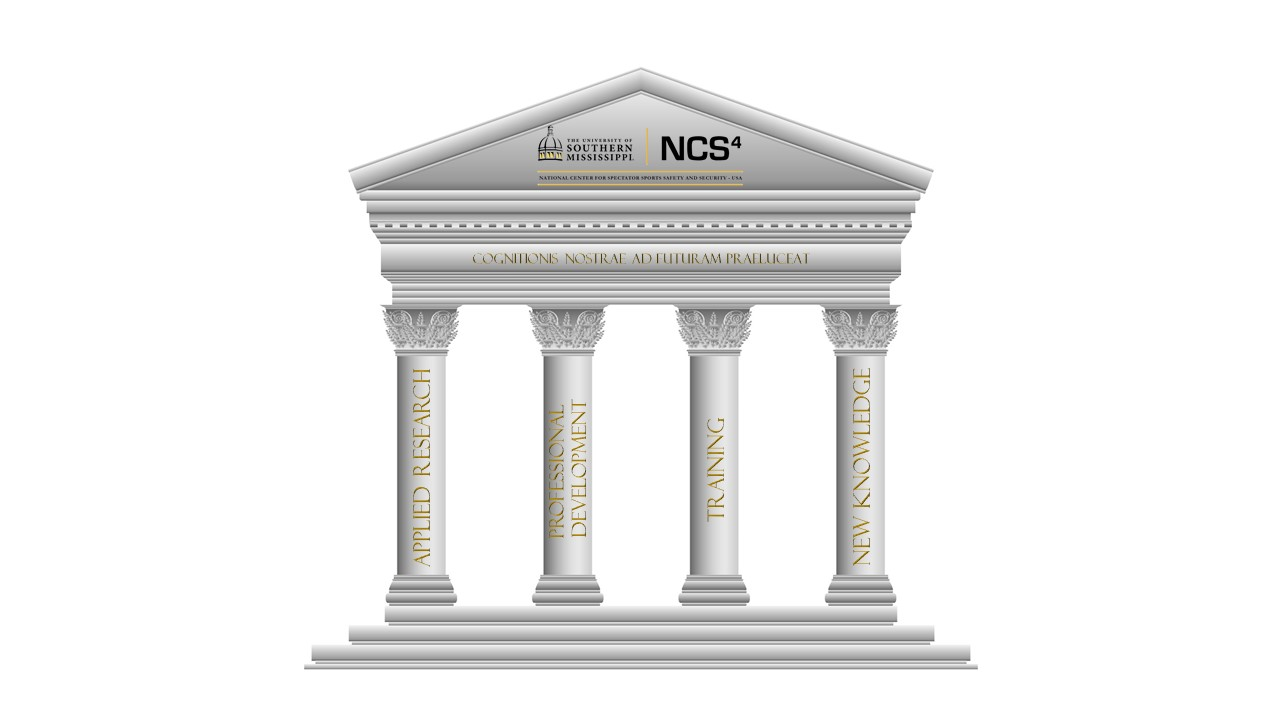 THE UNIVERSITY OF
SOUTHERN
MISSISSIPPI
NCS⁴
NATIONAL CENTER FOR SPECTATOR SPORTS SAFETY AND SECURITY - USA
COGNITIONIS NOSTRAE AD FUTURAM PRAELUCEAT
APPLIED RESEARCH
PROFESSIONAL
DEVELOPMENT
TRAINING
NEW KNOWLEDGE